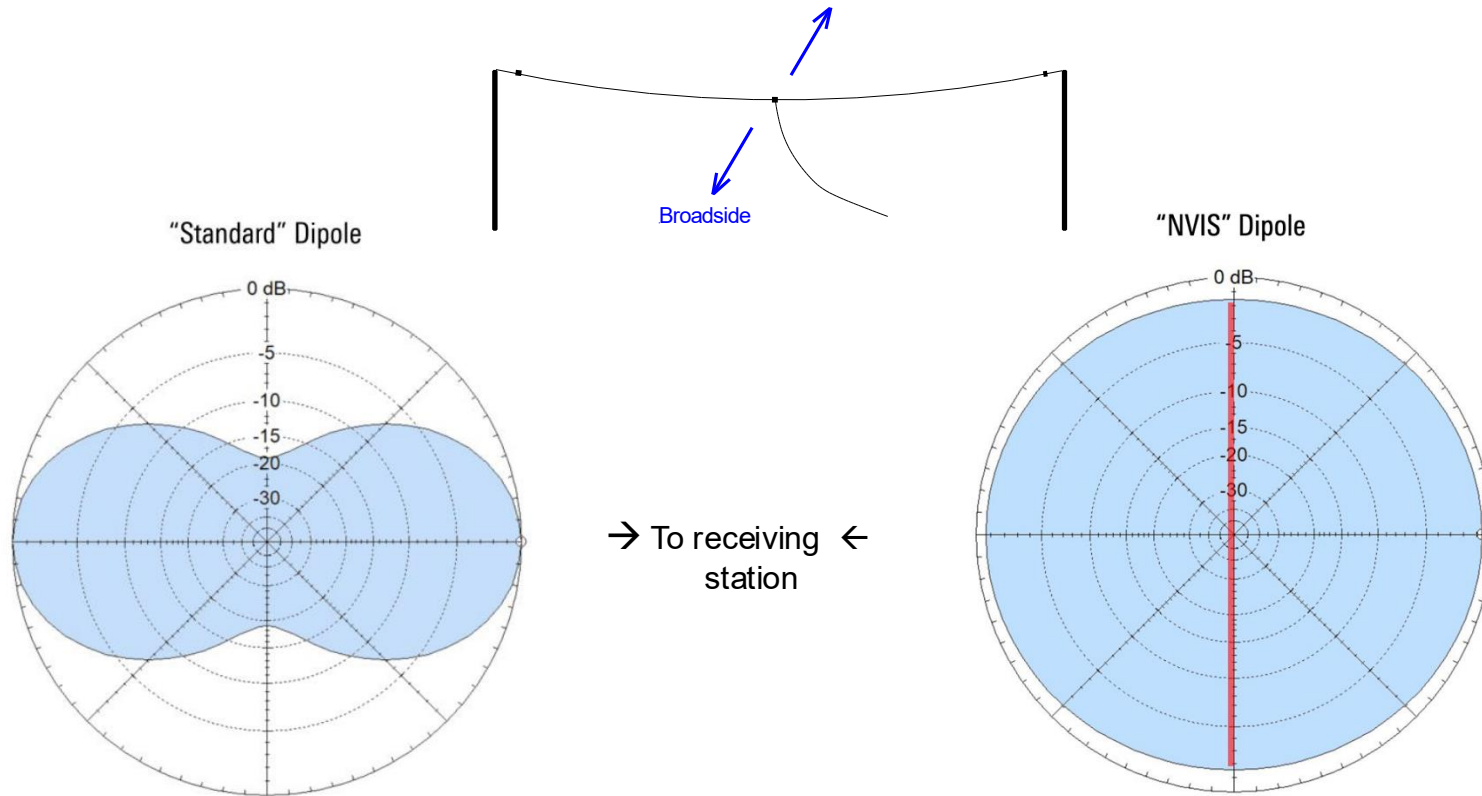 Broadside
"Standard" Dipole
0 dB
-5
-10
-15
-20
-30
→ To receiving ←
station
"NVIS" Dipole
0 dB
-5
-10
-15
-20
-30